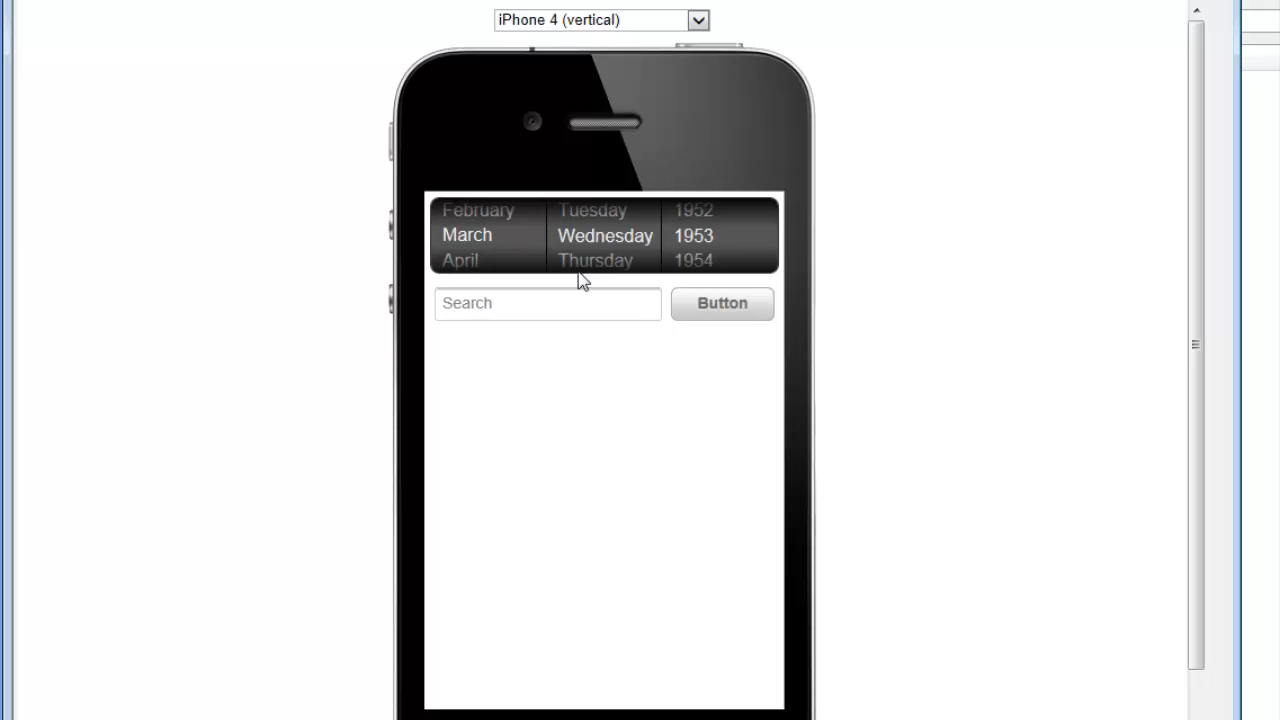 iPhone 4 (vertical)
February Tuesday 1952
March Wednesday 1953
April Thursday 1954
Search Button